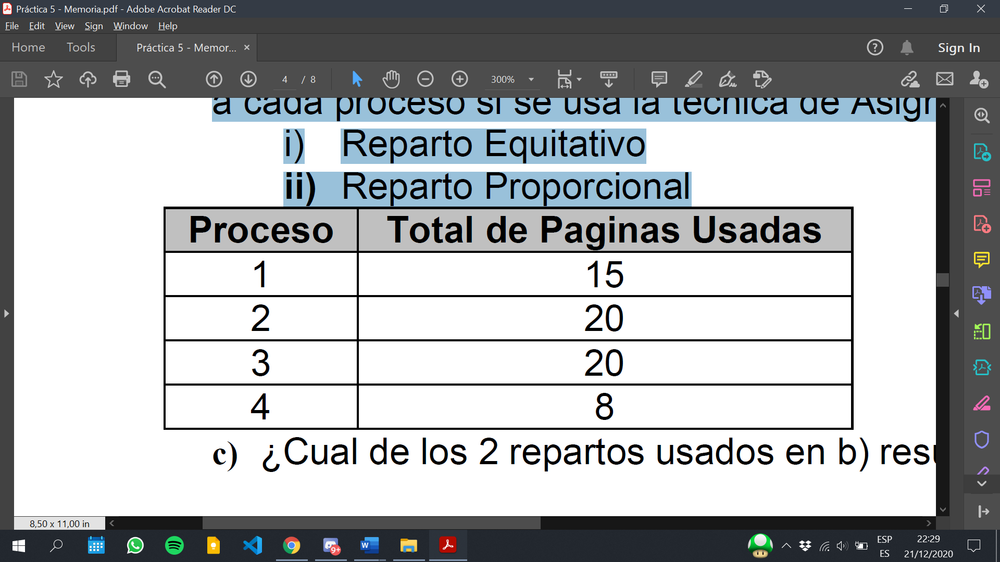 Práctica 5 - Memoria.pdf - Adobe Acrobat Reader DC
File Edit View Sign Window Help
Home Tools Práctica 5 - Memor... × Sign In
4 / 8 300%
a cada proceso si se usa la técnica de Asign
i) Reparto Equitativo
ii) Reparto Proporcional
Proceso Total de Paginas Usadas
1 15
2 20
3 20
4 8
c) ¿Cual de los 2 repartos usados en b) resu
8,50 x 11,00 in
9+
ESP 22:29
ES 21/12/2020